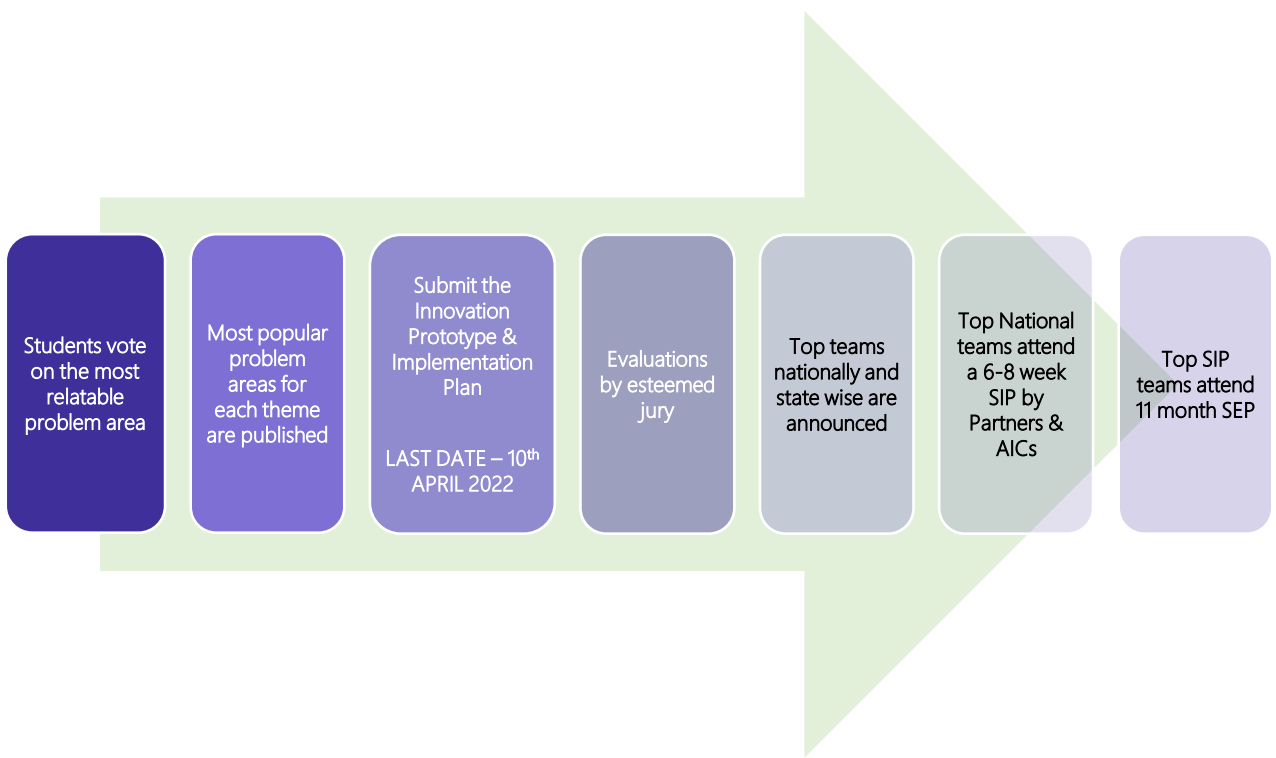 Students vote
on the most
relatable
problem area
Most popular
problem
areas for
each theme
are published
Submit the
Innovation
Prototype &
Implementation
Plan
LAST DATE – 10th
APRIL 2022
Evaluations
by esteemed
jury
Top teams
nationally and
state wise are
announced
Top National
teams attend
a 6-8 week
SIP by
Partners &
AICs
Top SIP
teams attend
11 month SEP